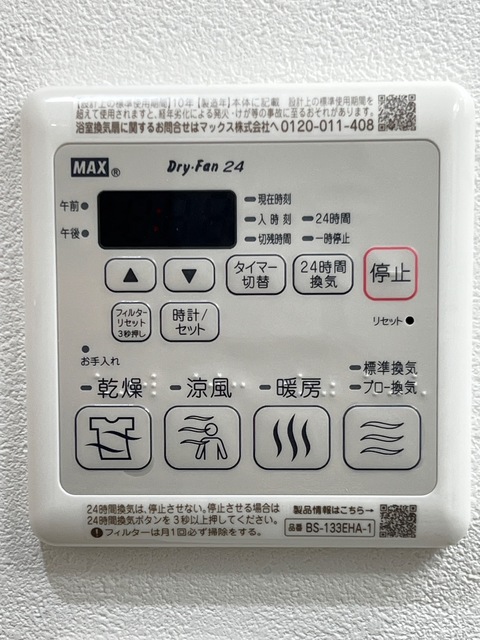 【設計上の標準使用期間】10年 【製造年】本体に記載 設計上の標準使用期間を
超えて使用されますと、経年劣化による発火・けが等の事故に至るおそれがあります。
浴室換気扇に関するお問合せはマックス株式会社へ 0120-011-408
MAX® Dry・Fan 24
午前
午後
現在時刻
入時刻 24時間
切残時間 一時停止
▲ ▼
タイマー
切替
24時間
換気
停止
フィルター
リセット
3秒押し
時計/
セット
リセット
お手入れ
乾燥 涼風 暖房
標準換気
プロー換気
24時間換気は、停止させない。停止させる場合は
24時間換気ボタンを3秒以上押してください。
!フィルターは月1回必ず掃除をする。
製品情報はこちら→
品番 BS-133EHA-1